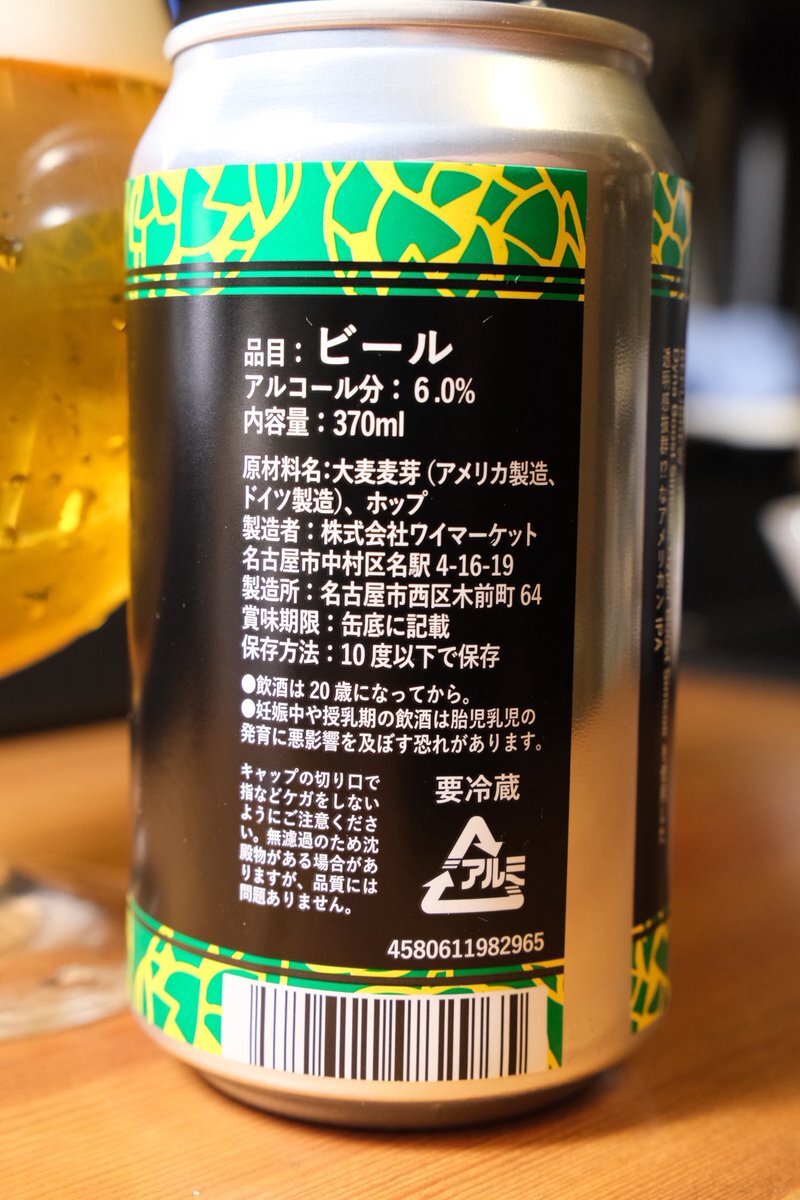 品目：ビール
アルコール分：6.0%
内容量：370ml
原材料名：大麦麦芽（アメリカ製造、
ドイツ製造）、ホップ
製造者：株式会社ワイマーケット
名古屋市中村区名駅 4-16-19
製造所：名古屋市西区木前町 64
賞味期限：缶底に記載
保存方法：10 度以下で保存
●飲酒は 20 歳になってから。
●妊娠中や授乳期の飲酒は胎児乳児の
発育に悪影響を及ぼす恐れがあります。
キャップの切り口で
指などケガをしない
ようにご注意くださ
い。無濾過のため沈
殿物がある場合があ
りますが、品質には
問題ありません。
要冷蔵
アルミ
4580611982965
アメリカン IPA